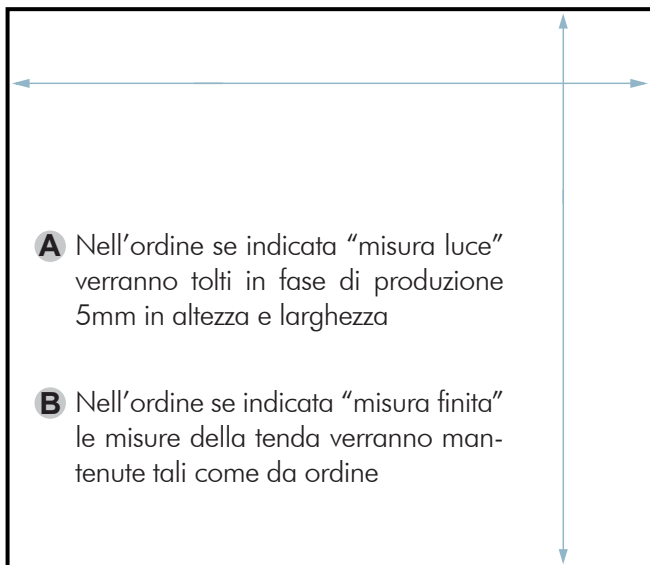 A Nell’ordine se indicata “misura luce”
verranno tolti in fase di produzione
5mm in altezza e larghezza
B Nell’ordine se indicata “misura finita”
le misure della tenda verranno man-
tenute tali come da ordine